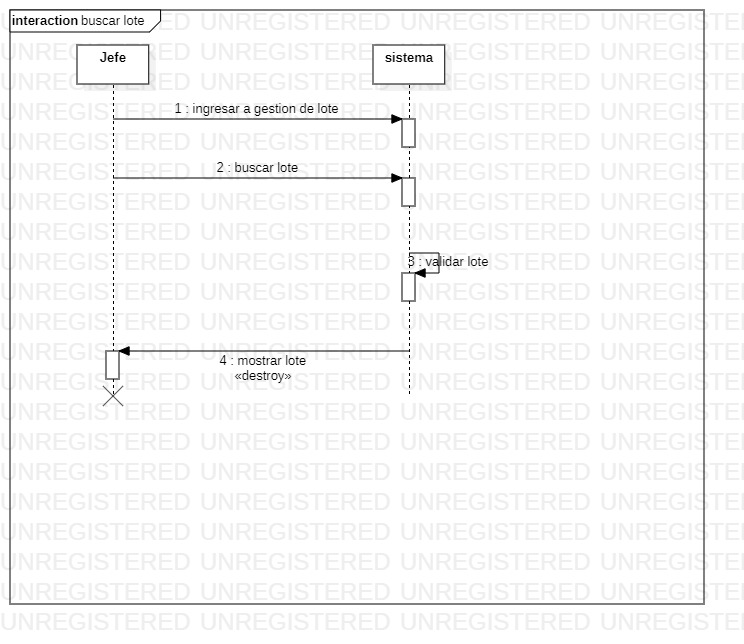 interaction buscar lote
Jefe
sistema
1 : ingresar a gestion de lote
2 : buscar lote
3 : validar lote
4 : mostrar lote
«destroy»
UNREGISTERED